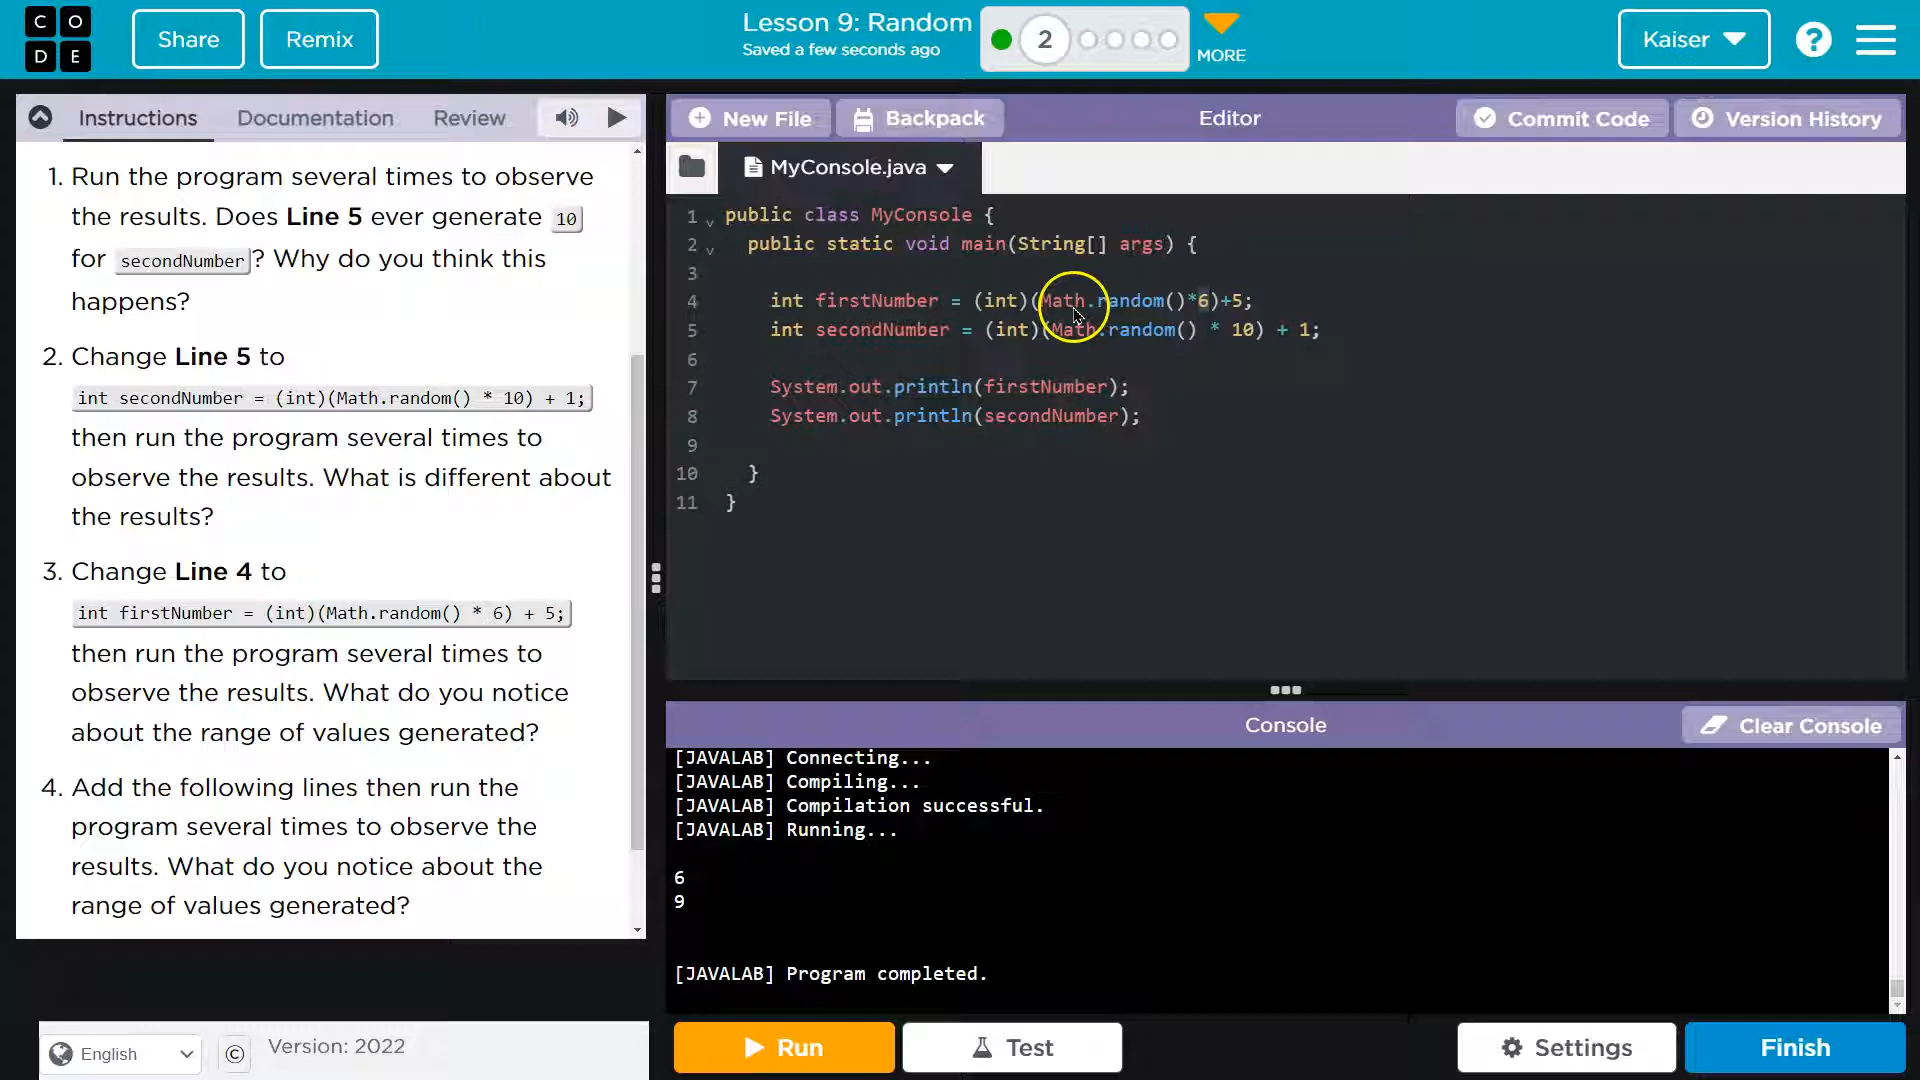 C O
D E
Share
Remix
Lesson 9: Random
Saved a few seconds ago
2
MORE
Kaiser
?
Instructions
Documentation
Review
New File
Backpack
Editor
Commit Code
Version History
MyConsole.java
1. Run the program several times to observe
the results. Does Line 5 ever generate 10
for secondNumber? Why do you think this
happens?
2. Change Line 5 to
int secondNumber = (int)(Math.random() * 10) + 1;
then run the program several times to
observe the results. What is different about
the results?
3. Change Line 4 to
int firstNumber = (int)(Math.random() * 6) + 5;
then run the program several times to
observe the results. What do you notice
about the range of values generated?
4. Add the following lines then run the
program several times to observe the
results. What do you notice about the
range of values generated?
1 public class MyConsole {
2 public static void main(String[] args) {
3
4 int firstNumber = (int)(Math.random()*6)+5;
5 int secondNumber = (int)(Math.random() * 10) + 1;
6
7 System.out.println(firstNumber);
8 System.out.println(secondNumber);
9
10 }
11 }
Console
Clear Console
[JAVALAB] Connecting...
[JAVALAB] Compiling...
[JAVALAB] Compilation successful.
[JAVALAB] Running...
6
9
[JAVALAB] Program completed.
English
©
Version: 2022
Run
Test
Settings
Finish